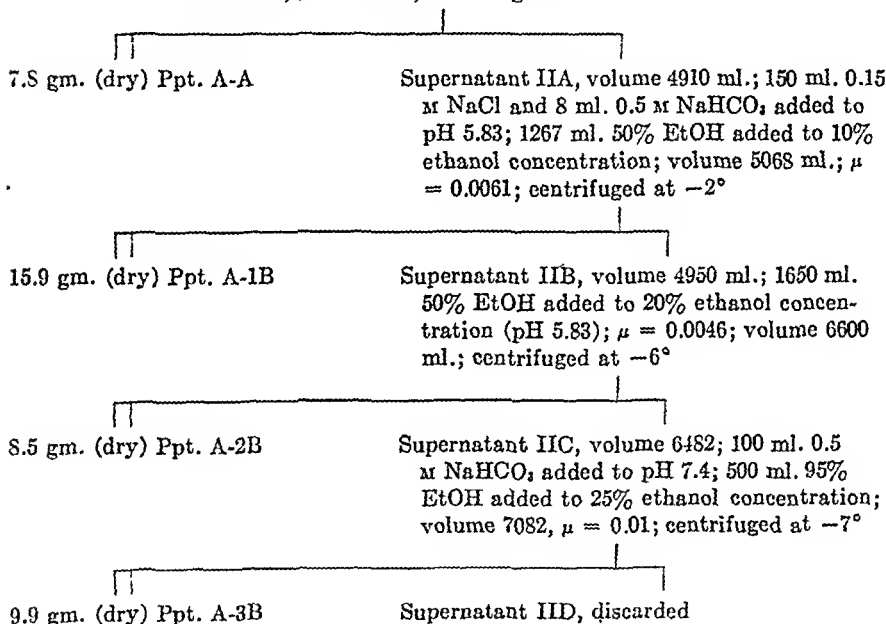 7.8 gm. (dry) Ppt. A-A
Supernatant IIA, volume 4910 ml.; 150 ml. 0.15
M NaCl and 8 ml. 0.5 M NaHCO₃ added to
pH 5.83; 1267 ml. 50% EtOH added to 10%
ethanol concentration; volume 5068 ml.; μ
= 0.0061; centrifuged at −2°
15.9 gm. (dry) Ppt. A-1B
Supernatant IIB, volume 4950 ml.; 1650 ml.
50% EtOH added to 20% ethanol concen-
tration (pH 5.83); μ = 0.0046; volume 6600
ml.; centrifuged at −6°
8.5 gm. (dry) Ppt. A-2B
Supernatant IIC, volume 6482; 100 ml. 0.5
M NaHCO₃ added to pH 7.4; 500 ml. 95%
EtOH added to 25% ethanol concentration;
volume 7082, μ = 0.01; centrifuged at −7°
9.9 gm. (dry) Ppt. A-3B
Supernatant IID, discarded